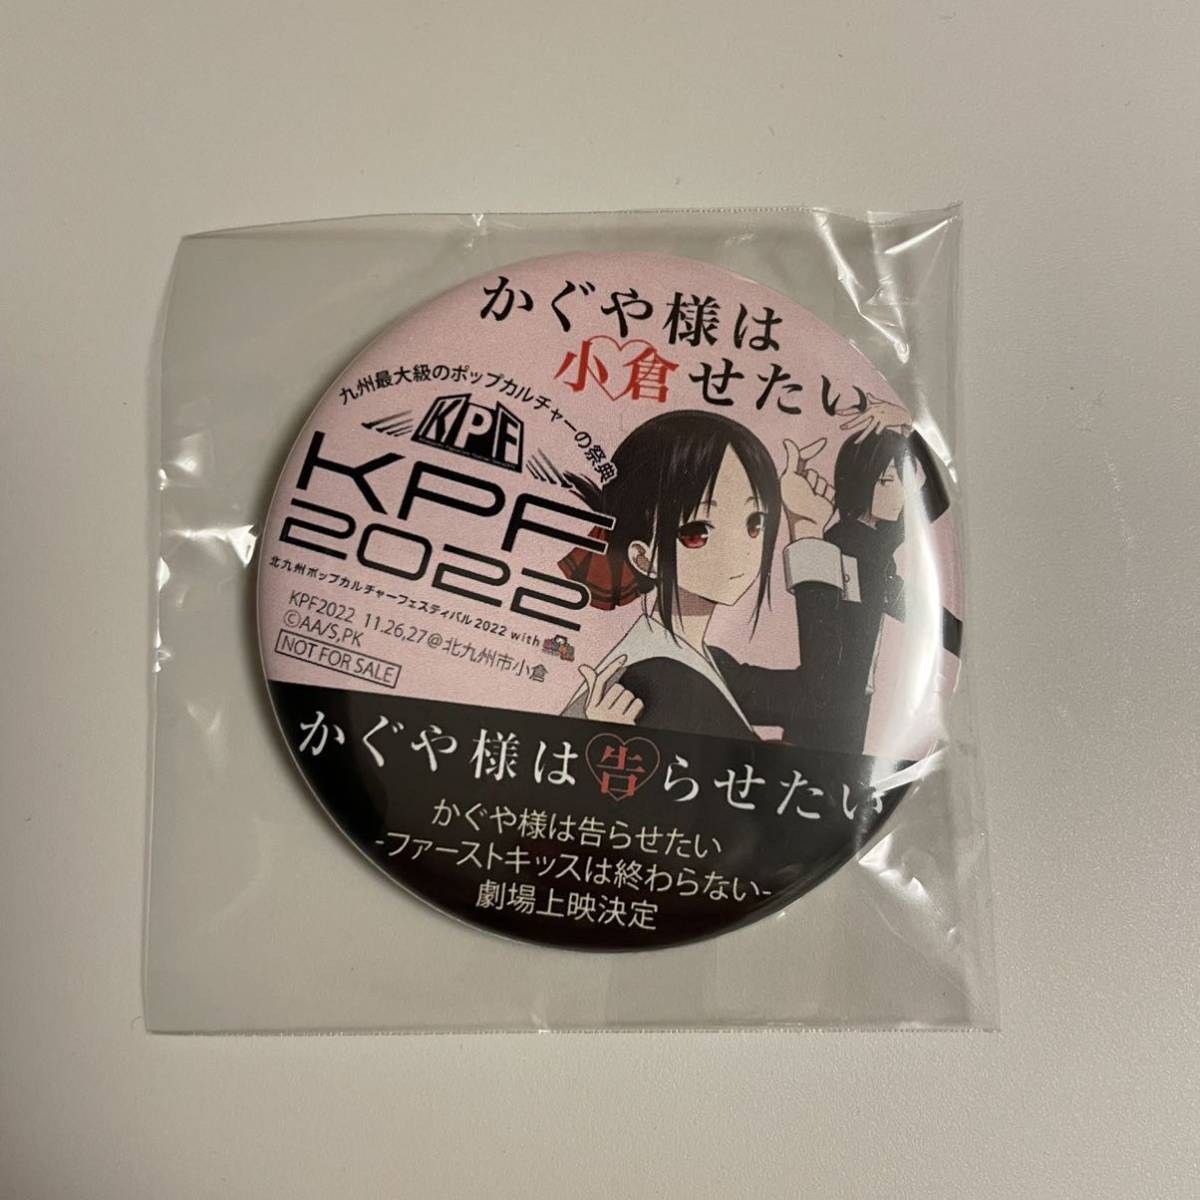 かぐや様は
小倉せたい
九州最大級のポップカルチャーの祭典
KPF
KPF
2022
北九州ポップカルチャーフェスティバル2022 with
KPF2022 11.26,27@北九州市小倉
©AA/S,PK
NOT FOR SALE
かぐや様は告らせたい
かぐや様は告らせたい
-ファーストキッスは終わらない-
劇場上映決定